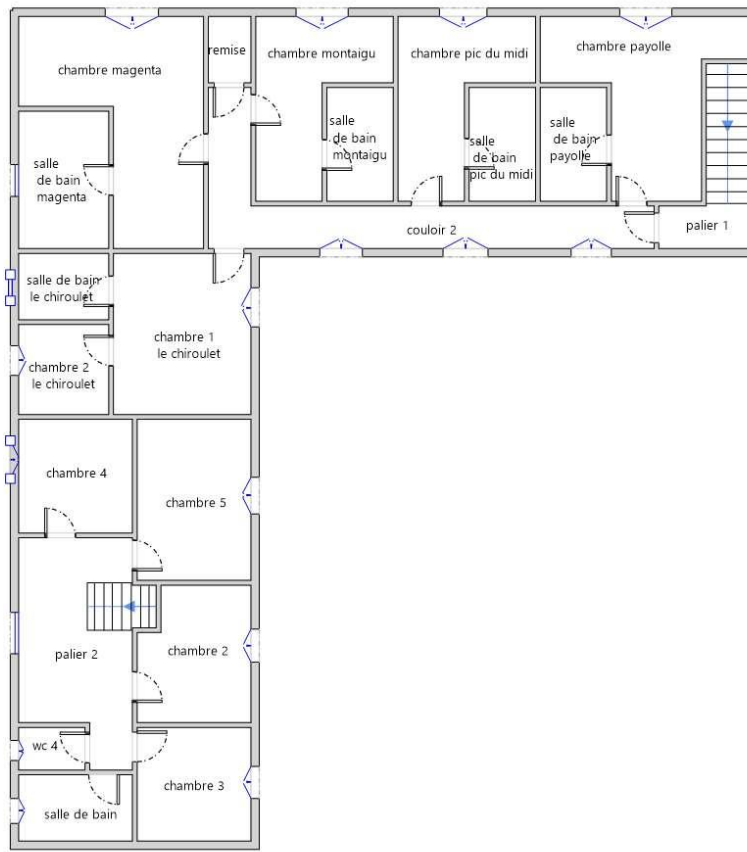 remise
chambre montaigu
chambre pic du midi
chambre payolle
chambre magenta
salle
de bain
magenta
salle
de bain
montaigu
salle
de bain
pic du midi
salle
de bain
payolle
couloir 2
palier 1
salle de bain
le chiroulet
chambre 1
le chiroulet
chambre 2
le chiroulet
chambre 4
chambre 5
palier 2
chambre 2
wc 4
chambre 3
salle de bain